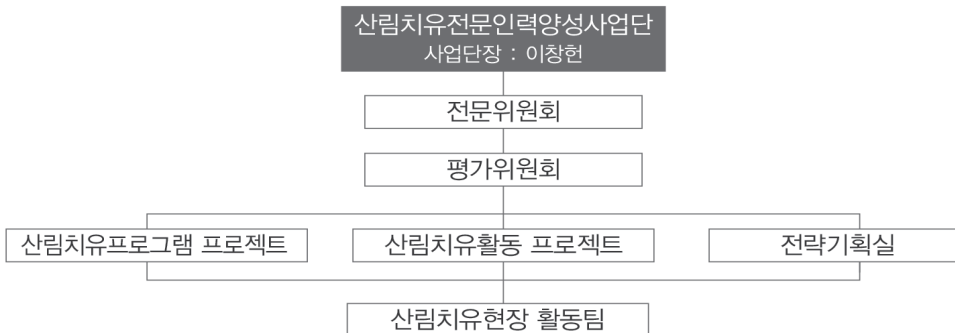 산림치유전문인력양성사업단
사업단장 : 이창헌
전문위원회
평가위원회
산림치유프로그램 프로젝트
산림치유활동 프로젝트
전략기획실
산림치유현장 활동팀